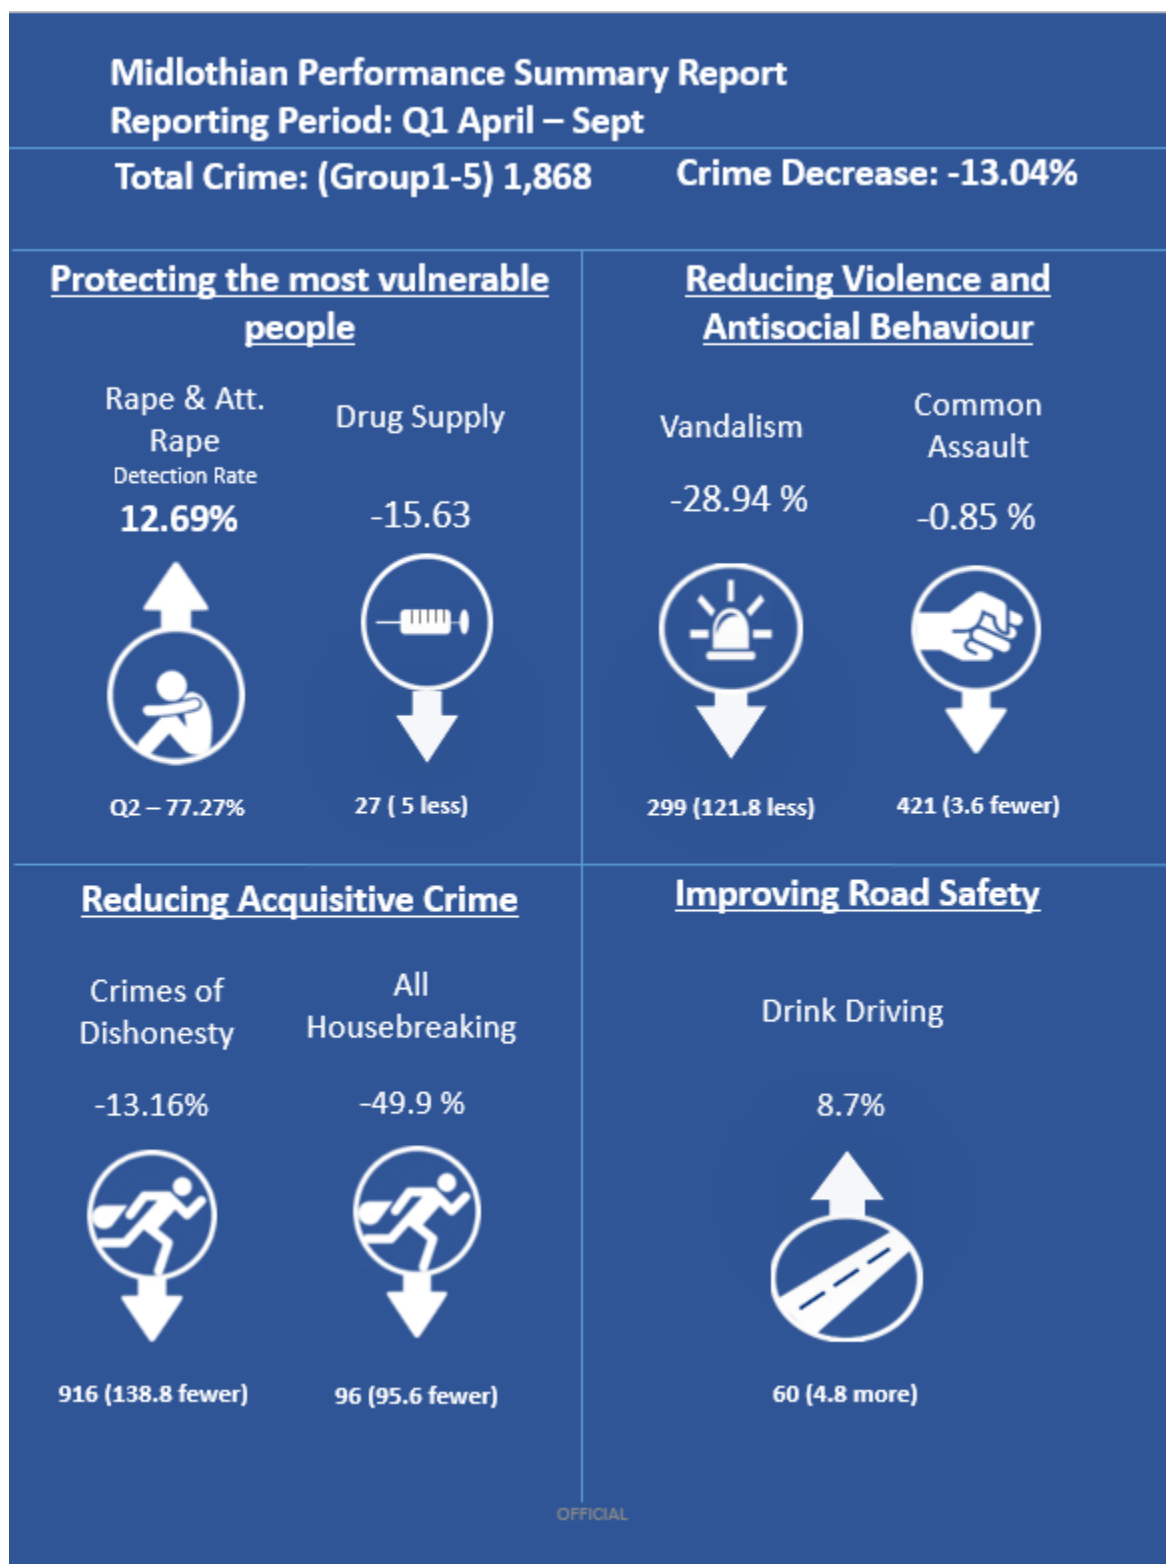 Midlothian Performance Summary Report
Reporting Period: Q1 April – Sept
Total Crime: (Group1-5) 1,868
Crime Decrease: -13.04%
Protecting the most vulnerable
people
Rape & Att.
Rape
Detection Rate
12.69%
Q2 – 77.27%
Drug Supply
-15.63
27 ( 5 less)
Reducing Violence and
Antisocial Behaviour
Vandalism
-28.94 %
299 (121.8 less)
Common
Assault
-0.85 %
421 (3.6 fewer)
Reducing Acquisitive Crime
Crimes of
Dishonesty
-13.16%
916 (138.8 fewer)
All
Housebreaking
-49.9 %
96 (95.6 fewer)
Improving Road Safety
Drink Driving
8.7%
60 (4.8 more)
OFFICIAL